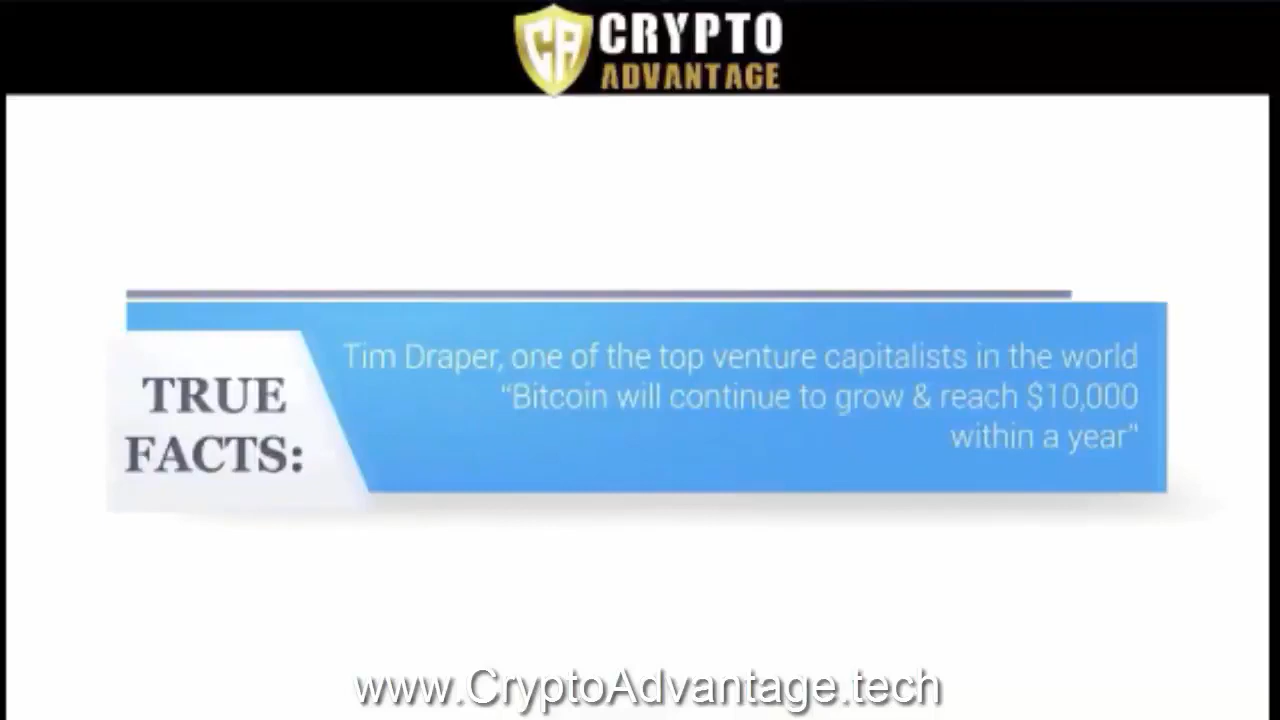 CA CRYPTO
ADVANTAGE
TRUE
FACTS:
Tim Draper, one of the top venture capitalists in the world
“Bitcoin will continue to grow & reach $10,000
within a year”
www.CryptoAdvantage.tech